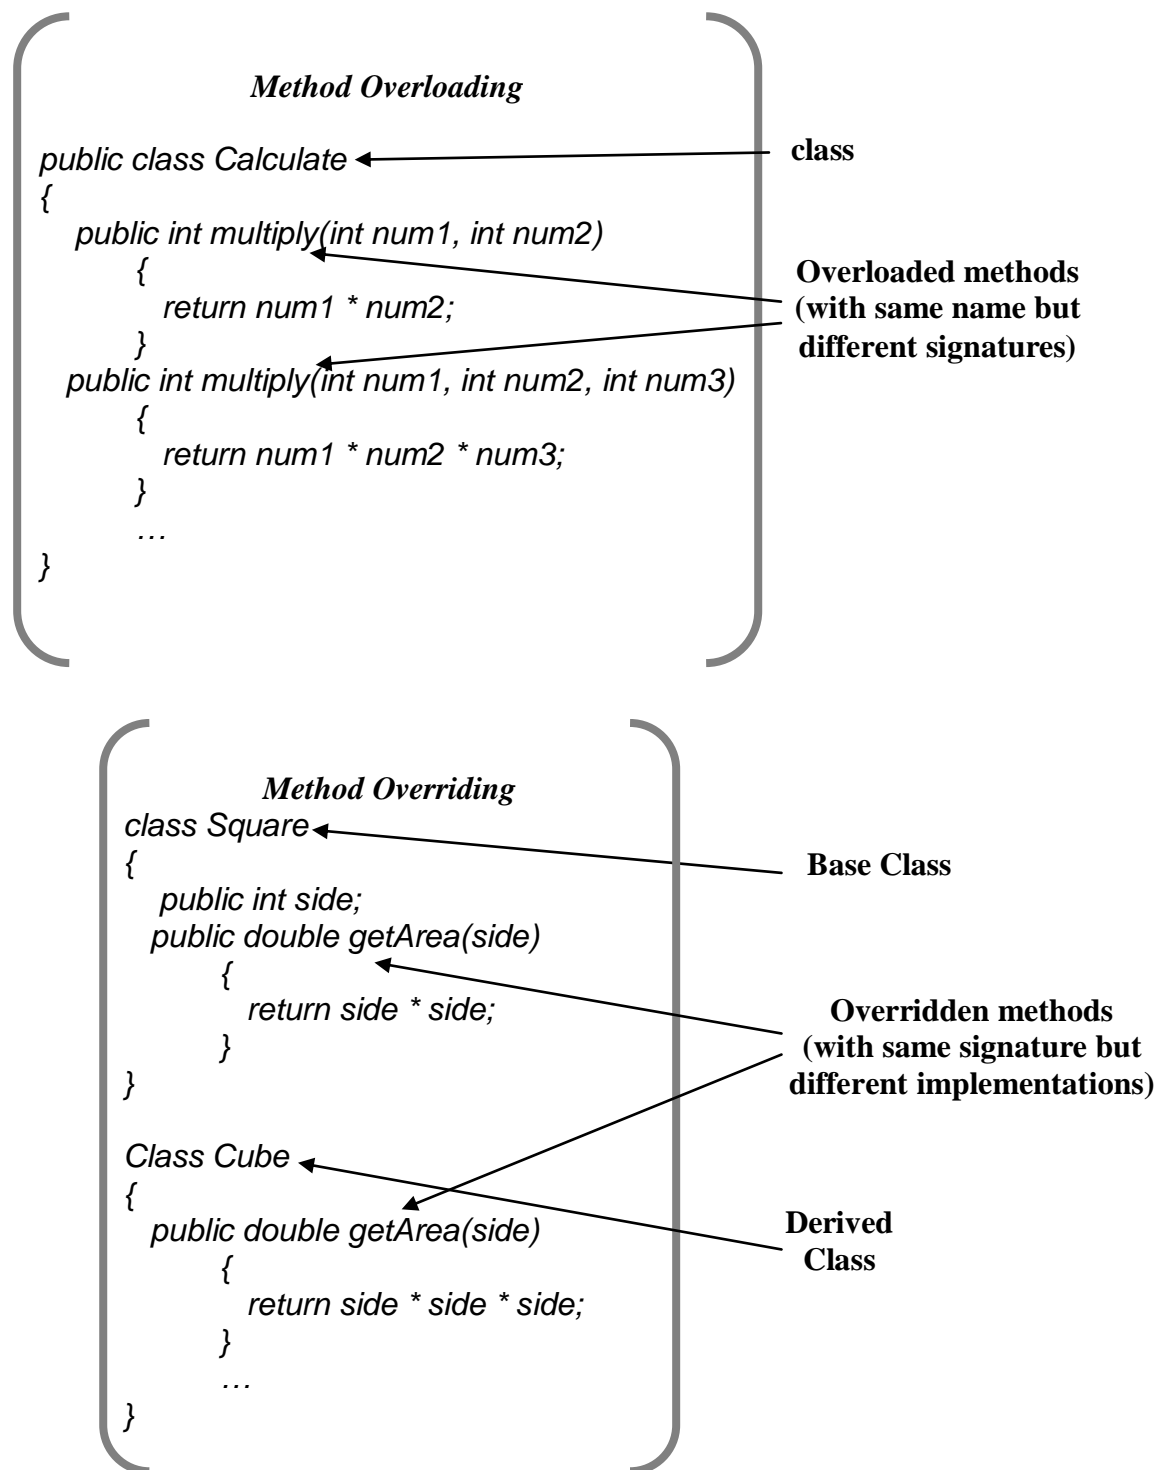 Method Overloading
public class Calculate
class
{
public int multiply(int num1, int num2)
{
return num1 * num2;
}
Overloaded methods
(with same name but
different signatures)
public int multiply(int num1, int num2, int num3)
{
return num1 * num2 * num3;
}
…
}
Method Overriding
class Square
Base Class
{
public int side;
public double getArea(side)
{
return side * side;
}
}
Overridden methods
(with same signature but
different implementations)
Class Cube
{
public double getArea(side)
Derived
Class
{
return side * side * side;
}
…
}